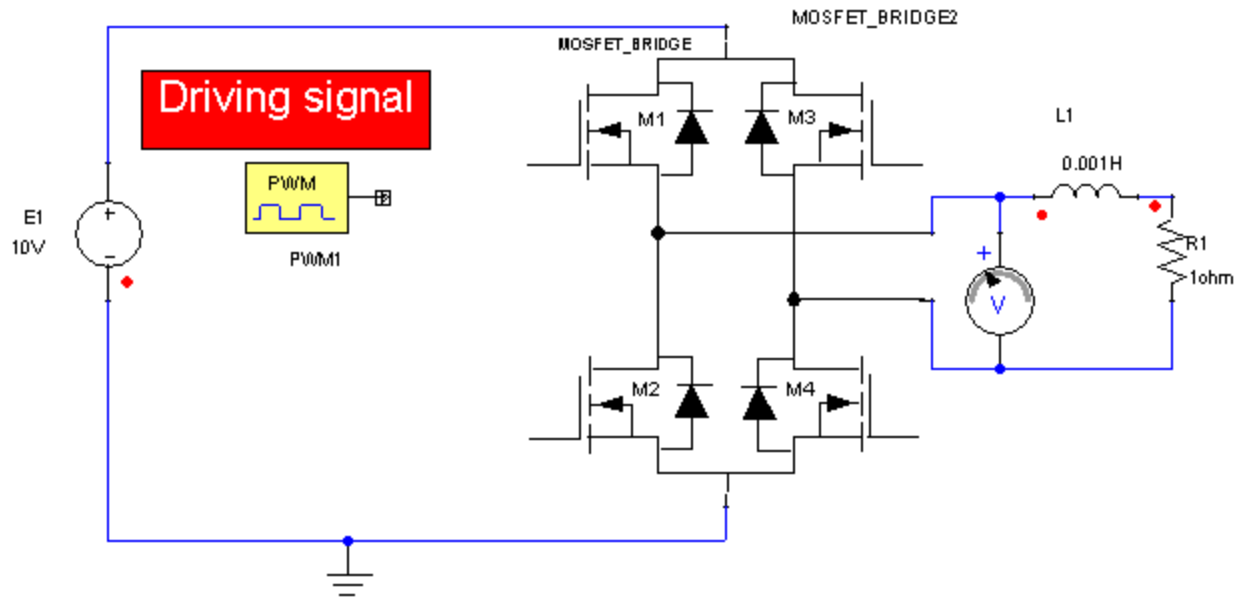 MOSFET_BRIDGE2
MOSFET_BRIDGE
Driving signal
M1
M3
L1
0.001H
PWM
PWM1
E1
10V
+
−
+
V
R1
1ohm
M2
M4